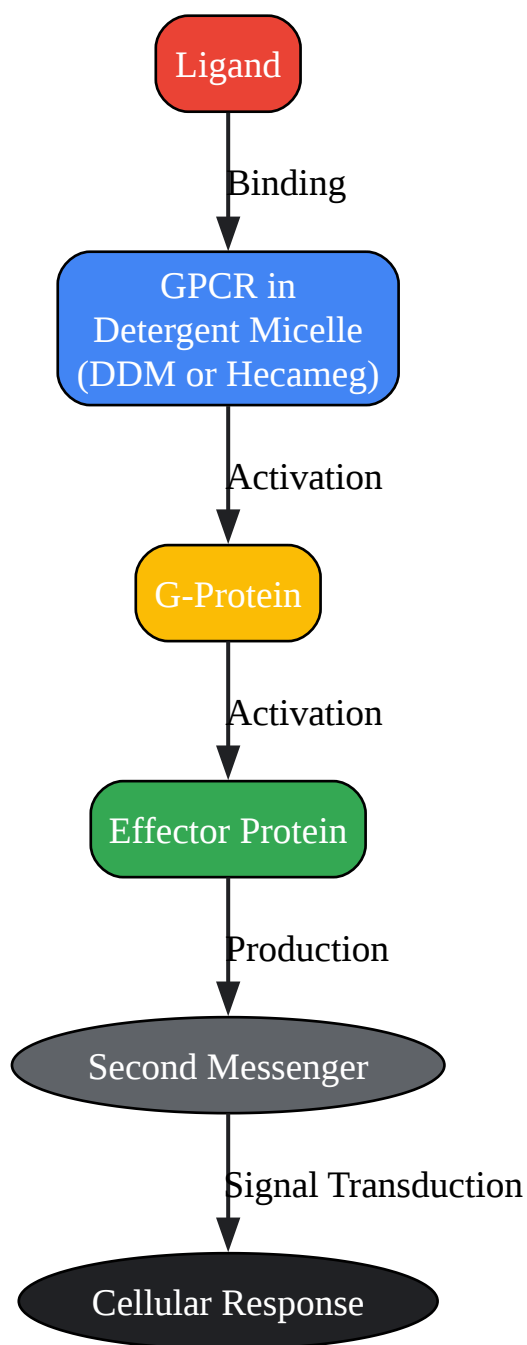 Ligand
Binding
GPCR in
Detergent Micelle
(DDM or Hecameg)
Activation
G-Protein
Activation
Effector Protein
Production
Second Messenger
Signal Transduction
Cellular Response